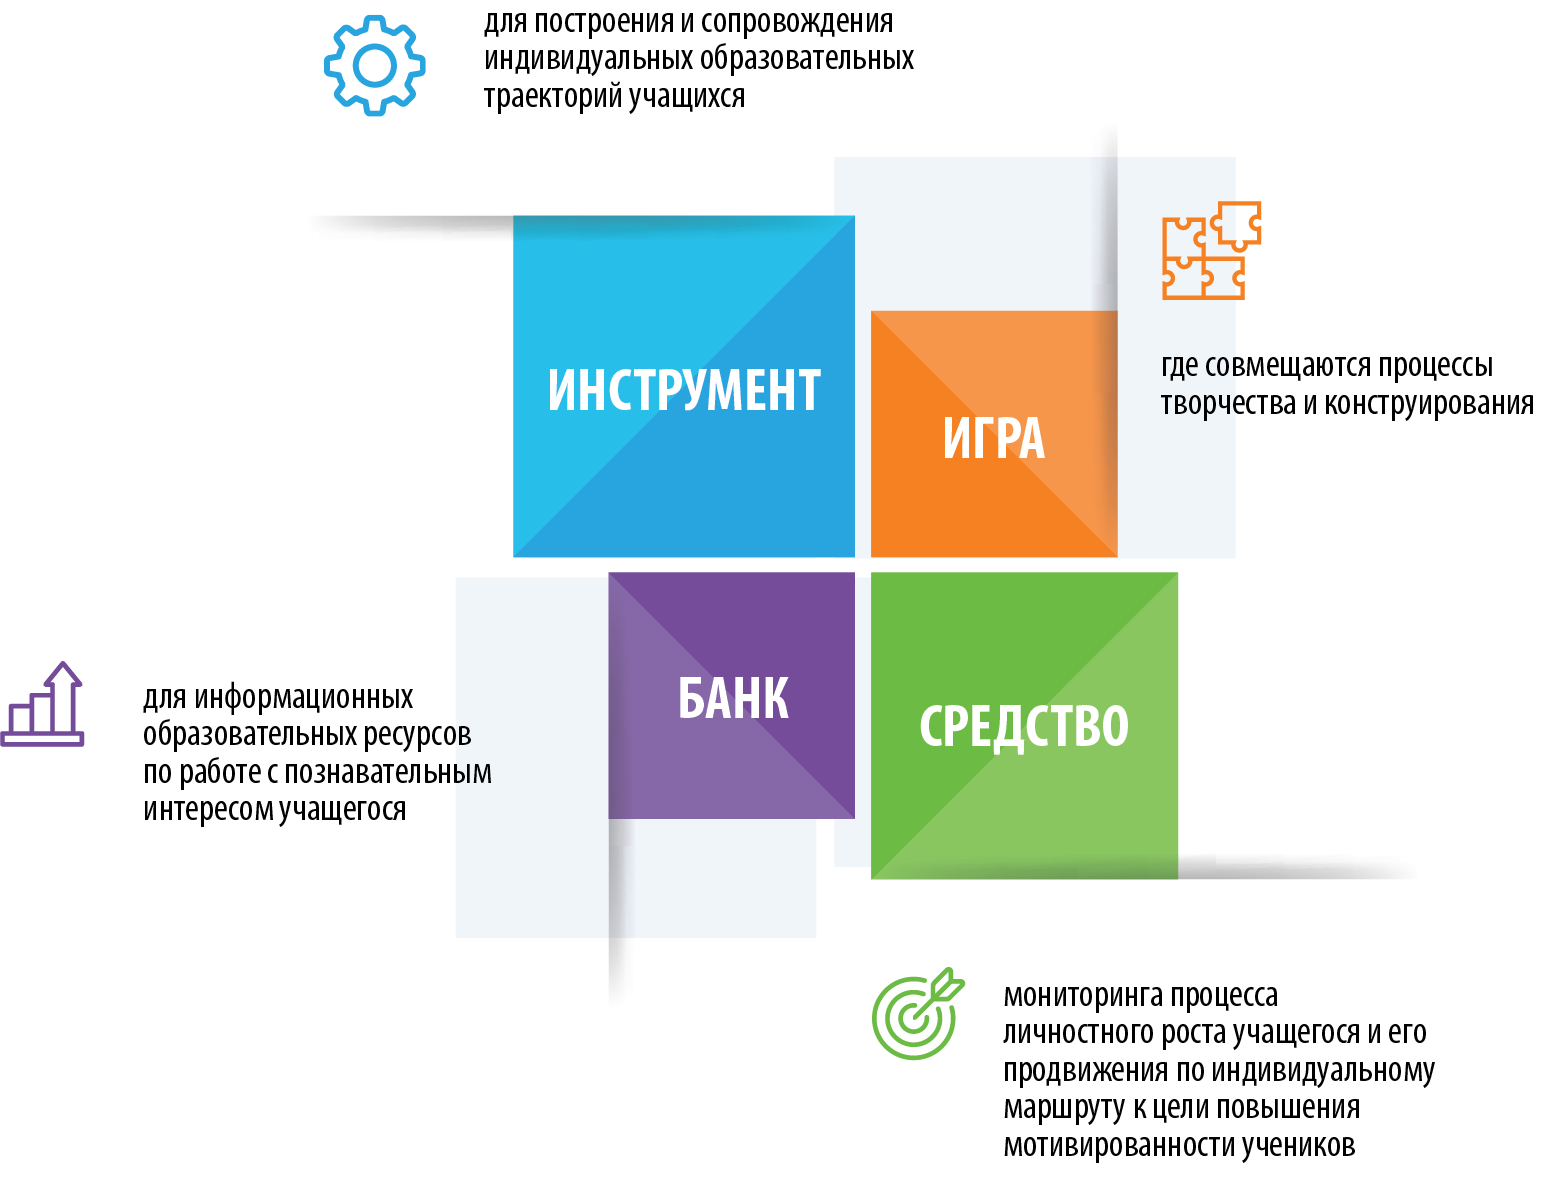 для построения и сопровождения
индивидуальных образовательных
траекторий учащихся
ИНСТРУМЕНТ
ИГРА
где совмещаются процессы
творчества и конструирования
БАНК
для информационных
образовательных ресурсов
по работе с познавательным
интересом учащегося
СРЕДСТВО
мониторинга процесса
личностного роста учащегося и его
продвижения по индивидуальному
маршруту к цели повышения
мотивированности учеников